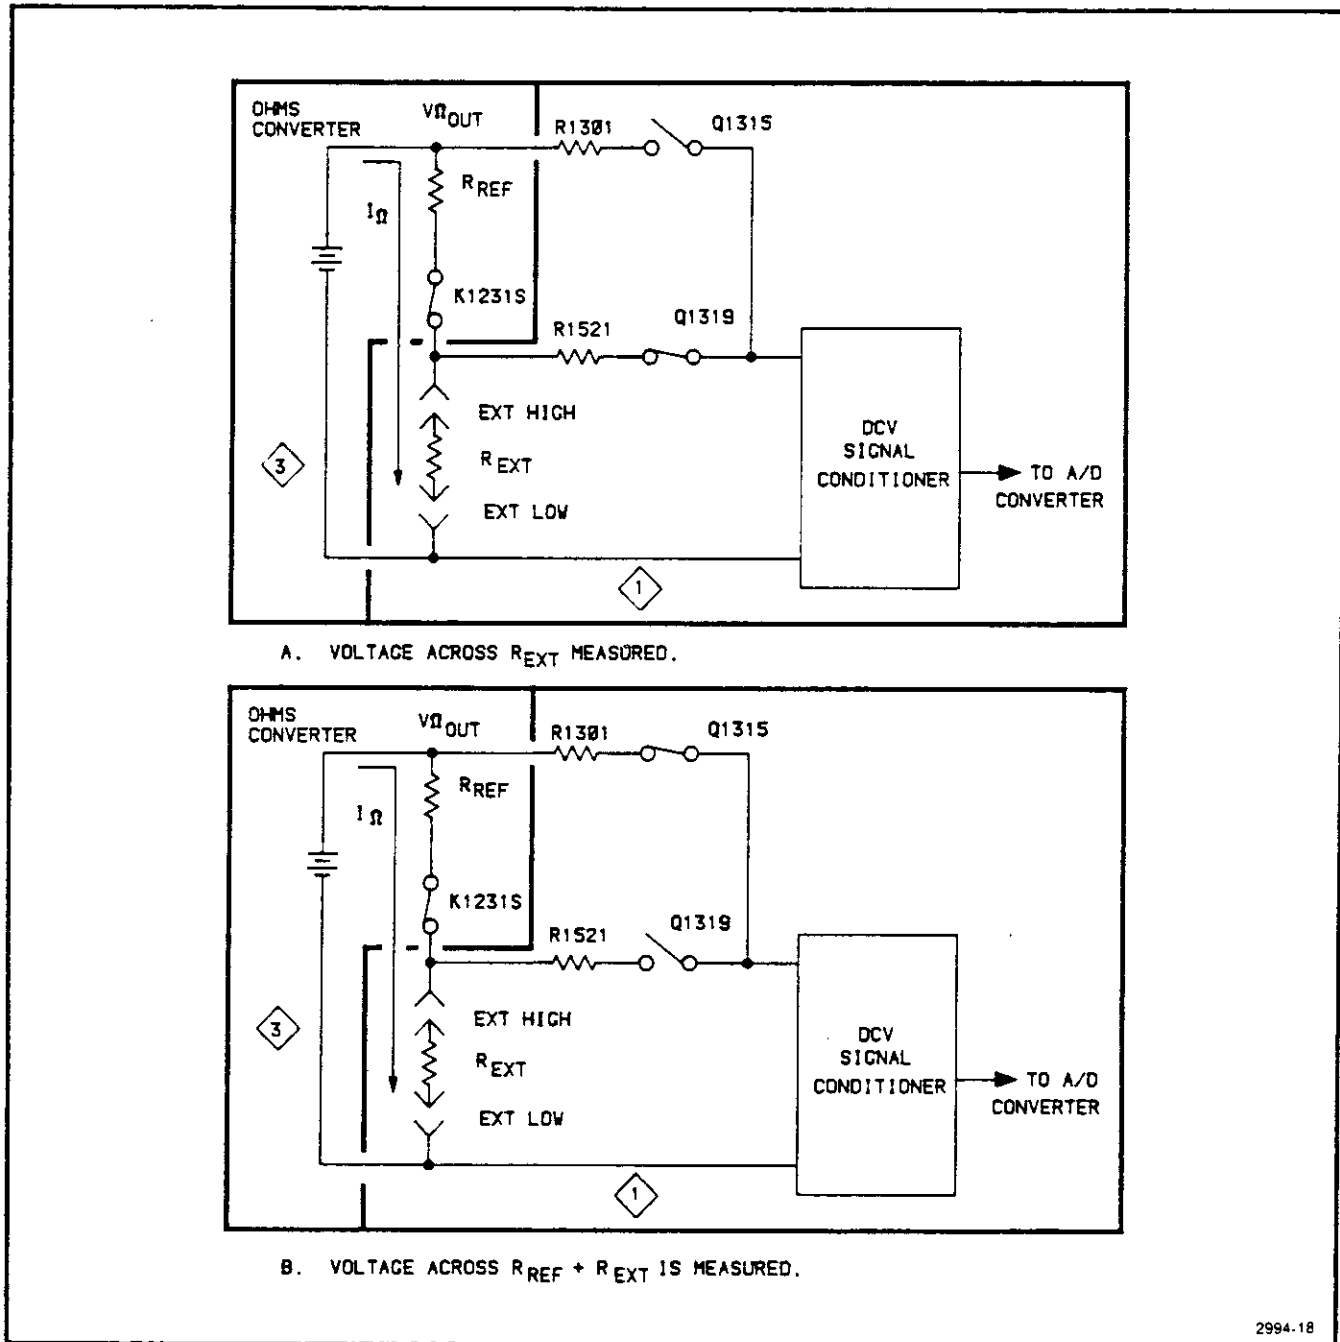 OHMS
CONVERTER
VΩOUT
R1301
Q1315
RREF
IΩ
K1231S
R1521
Q1319
EXT HIGH
3
REXT
EXT LOW
DCV
SIGNAL
CONDITIONER
TO A/D
CONVERTER
1
A. VOLTAGE ACROSS REXT MEASURED.
OHMS
CONVERTER
VΩOUT
R1301
Q1315
RREF
IΩ
K1231S
R1521
Q1319
EXT HIGH
3
REXT
EXT LOW
DCV
SIGNAL
CONDITIONER
TO A/D
CONVERTER
1
B. VOLTAGE ACROSS RREF + REXT IS MEASURED.
2994-18